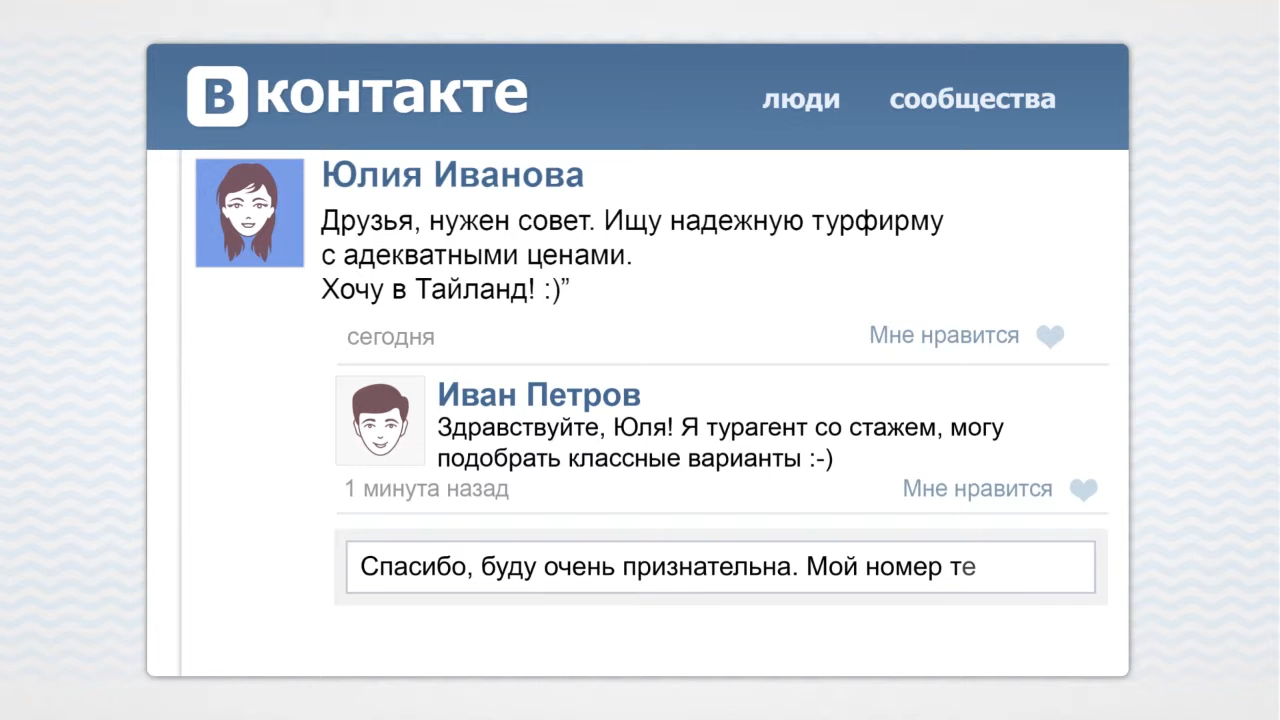 В контакте
люди сообщества
Юлия Иванова
Друзья, нужен совет. Ищу надежную турфирму
с адекватными ценами.
Хочу в Тайланд! :)”
сегодня Мне нравится
Иван Петров
Здравствуйте, Юля! Я турагент со стажем, могу
подобрать классные варианты :-)
1 минута назад Мне нравится
Спасибо, буду очень признательна. Мой номер те